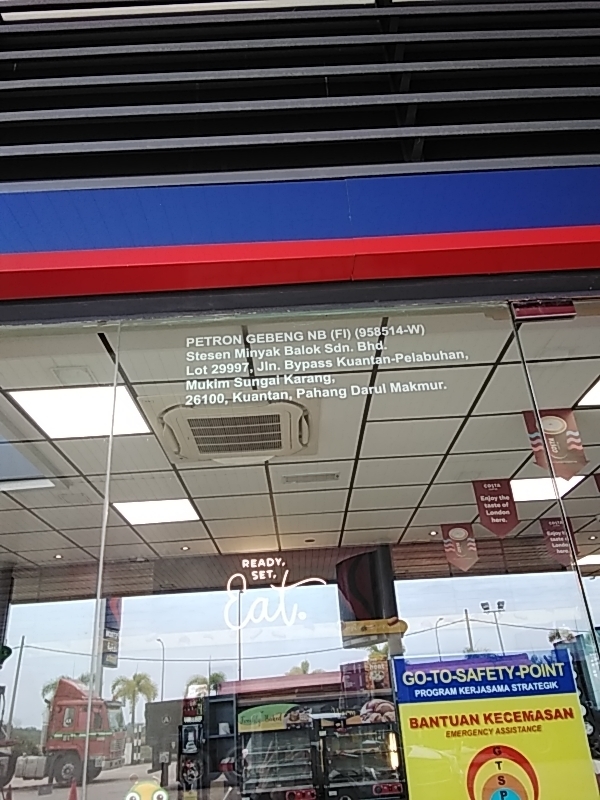 PETRON GEBENG NB (FI) (958514-W)
Stesen Minyak Balok Sdn. Bhd.
Lot 29997, Jln. Bypass Kuantan-Pelabuhan,
Mukim Sungai Karang,
26100, Kuantan, Pahang Darul Makmur.
COSTA
Enjoy the
taste of
London
here.
READY,
SET,
Eat.
GO-TO-SAFETY-POINT
PROGRAM KERJASAMA STRATEGIK
BANTUAN KECEMASAN
EMERGENCY ASSISTANCE
G
T
S
P